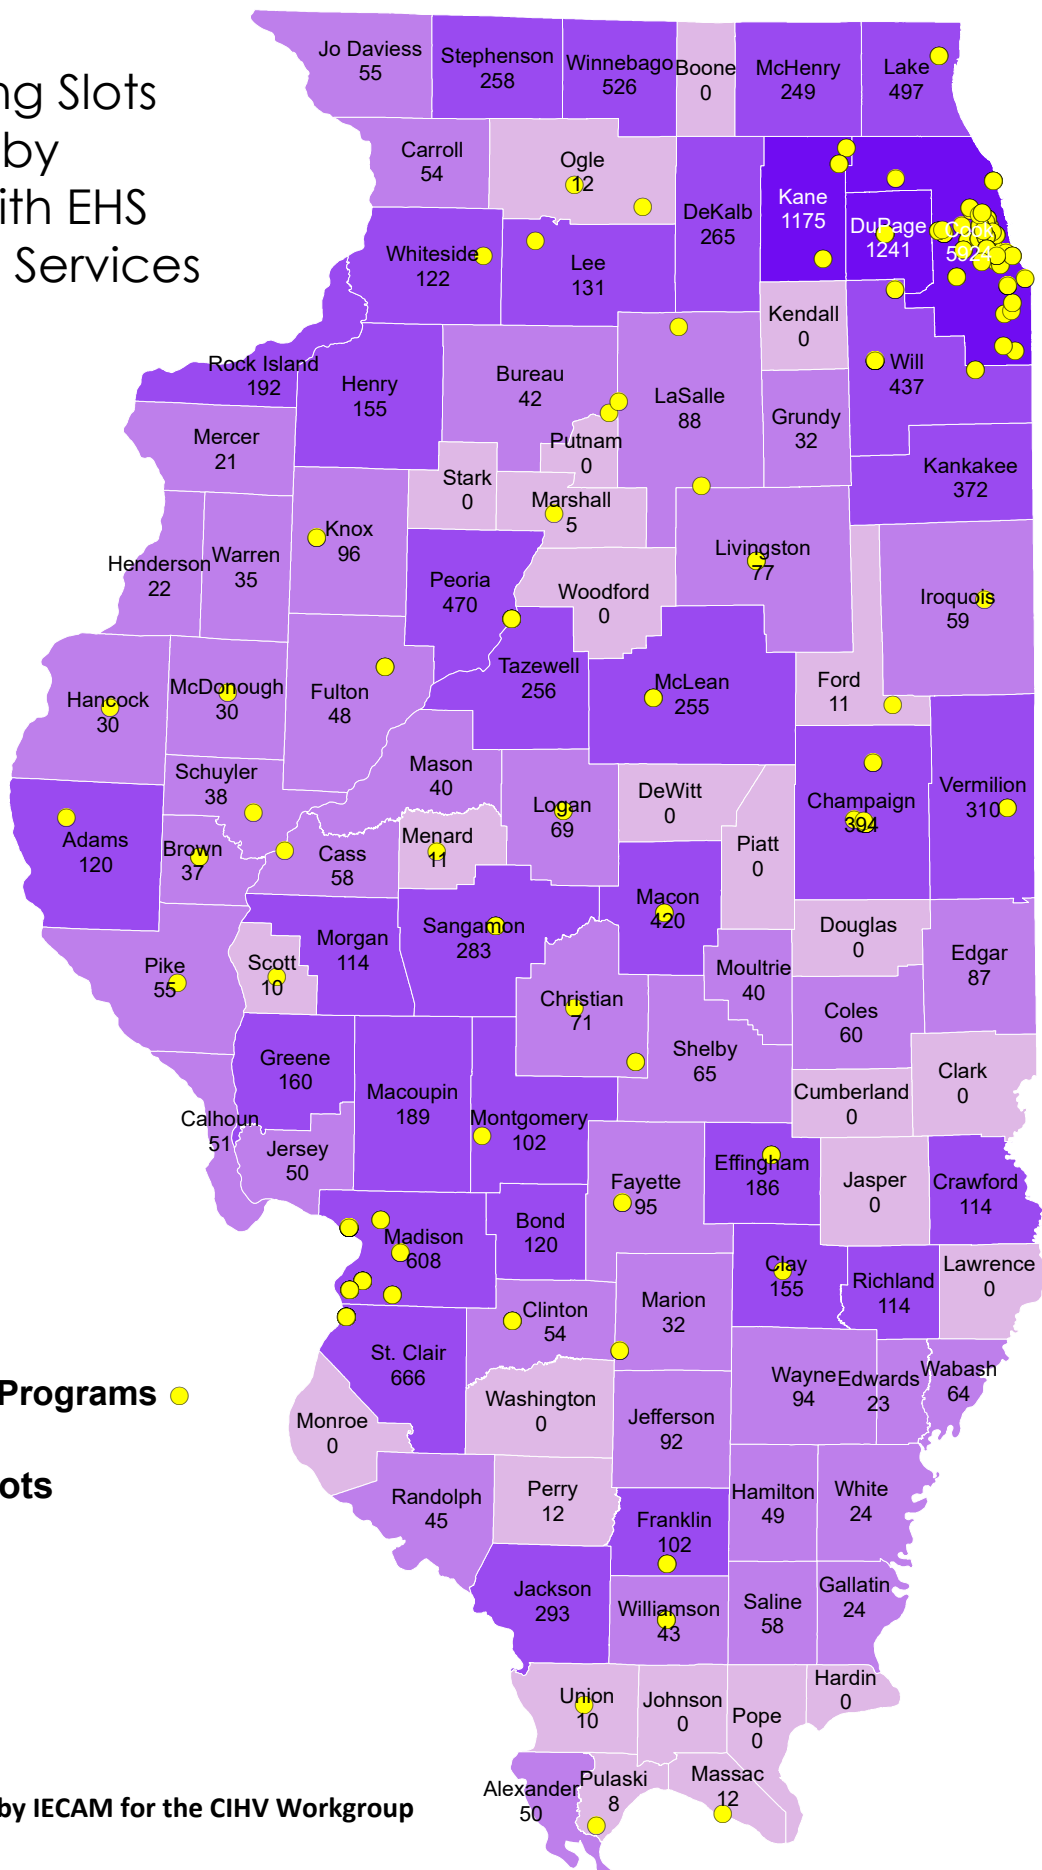 ng Slots
by
ith EHS
Services
Jo Daviess
55
Stephenson
258
Winnebago
526
Boone
0
McHenry
249
Lake
497
Carroll
54
Ogle
12
DeKalb
265
Kane
1175
DuPage
1241
Cook
5924
Whiteside
122
Lee
131
Kendall
0
Rock Island
192
Henry
155
Bureau
42
LaSalle
88
Will
437
Grundy
32
Mercer
21
Putnam
0
Kankakee
372
Stark
0
Marshall
5
Knox
96
Henderson
22
Warren
35
Peoria
470
Woodford
0
Livingston
77
Iroquois
59
Tazewell
256
McLean
255
Ford
11
Hancock
30
McDonough
30
Fulton
48
Schuyler
38
Mason
40
Logan
69
DeWitt
0
Champaign
394
Vermilion
310
Adams
120
Brown
37
Cass
58
Menard
11
Piatt
0
Macon
420
Sangamon
283
Douglas
0
Morgan
114
Scott
10
Pike
55
Moultrie
40
Edgar
87
Christian
71
Coles
60
Shelby
65
Greene
160
Macoupin
189
Clark
0
Cumberland
0
Montgomery
102
Calhoun
51
Jersey
50
Effingham
186
Fayette
95
Jasper
0
Crawford
114
Bond
120
Madison
608
Clay
155
Richland
114
Lawrence
0
Marion
32
Clinton
54
St. Clair
666
Wayne
94
Edwards
23
Wabash
64
Programs
Washington
0
Monroe
0
Jefferson
92
ots
Randolph
45
Perry
12
Hamilton
49
White
24
Franklin
102
Jackson
293
Williamson
43
Saline
58
Gallatin
24
Union
10
Johnson
0
Pope
0
Hardin
0
Alexander
50
Pulaski
8
Massac
12
by IECAM for the CIHV Workgroup